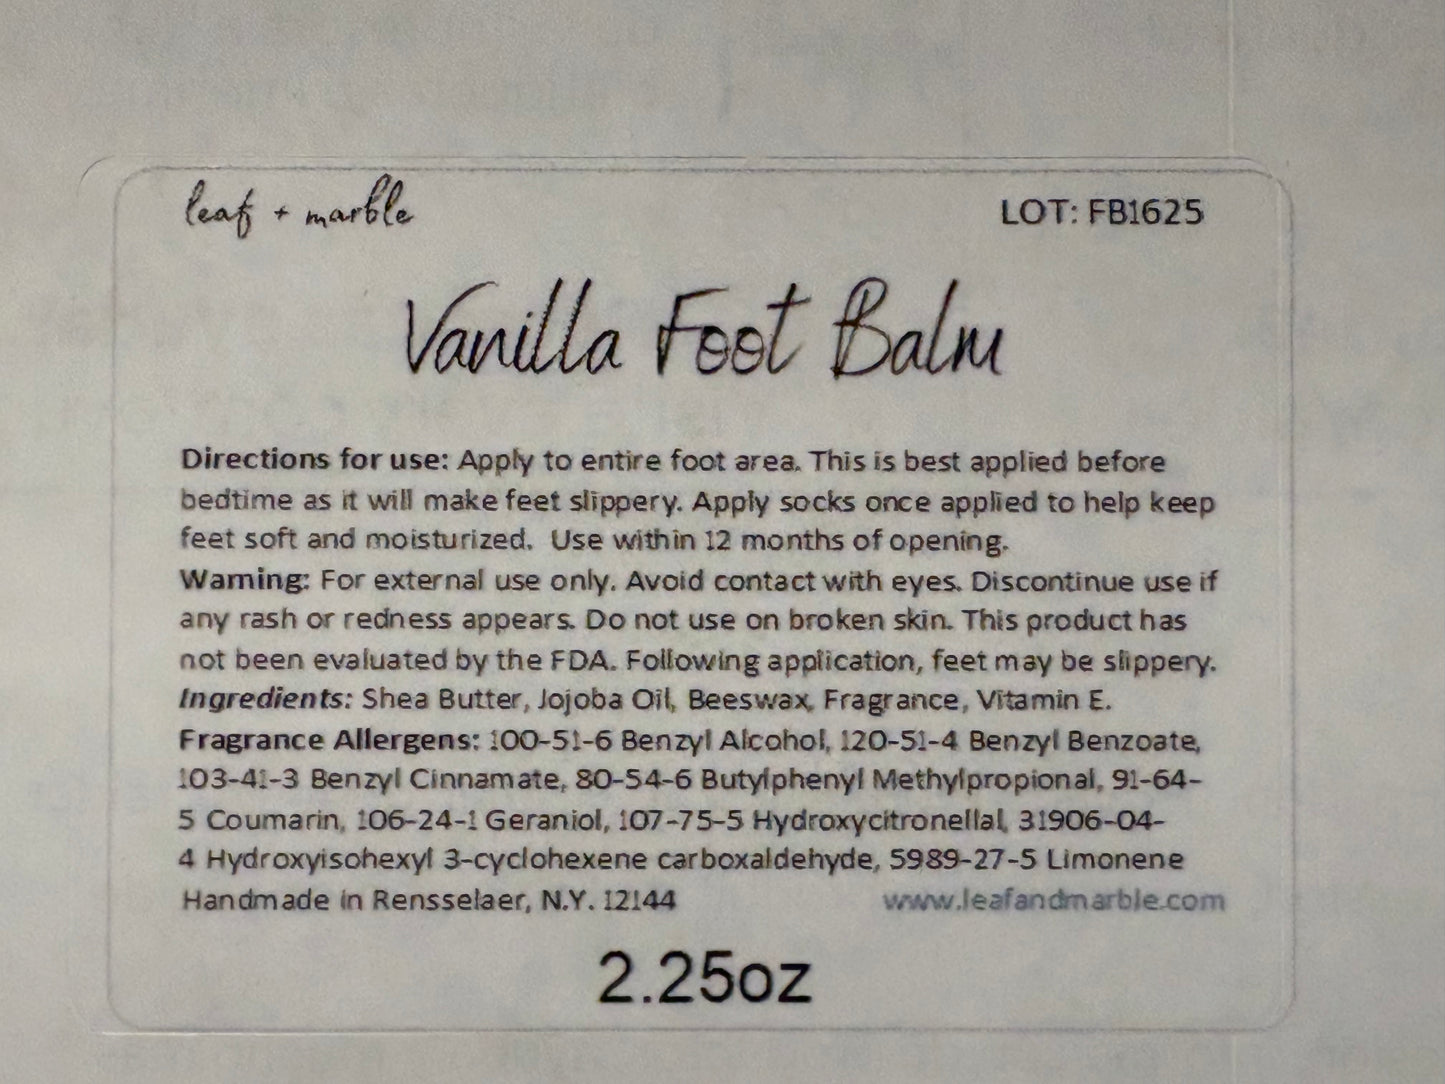 leaf + marble LOT: FB1625
Vanilla Foot Balm
Directions for use: Apply to entire foot area. This is best applied before
bedtime as it will make feet slippery. Apply socks once applied to help keep
feet soft and moisturized. Use within 12 months of opening.
Warning: For external use only. Avoid contact with eyes. Discontinue use if
any rash or redness appears. Do not use on broken skin. This product has
not been evaluated by the FDA. Following application, feet may be slippery.
Ingredients: Shea Butter, Jojoba Oil, Beeswax, Fragrance, Vitamin E.
Fragrance Allergens: 100-51-6 Benzyl Alcohol, 120-51-4 Benzyl Benzoate,
103-41-3 Benzyl Cinnamate, 80-54-6 Butylphenyl Methylpropional, 91-64-
5 Coumarin, 106-24-1 Geraniol, 107-75-5 Hydroxycitronellal, 31906-04-
4 Hydroxyisohexyl 3-cyclohexene carboxaldehyde, 5989-27-5 Limonene
Handmade in Rensselaer, N.Y. 12144 www.leafandmarble.com
2.25oz